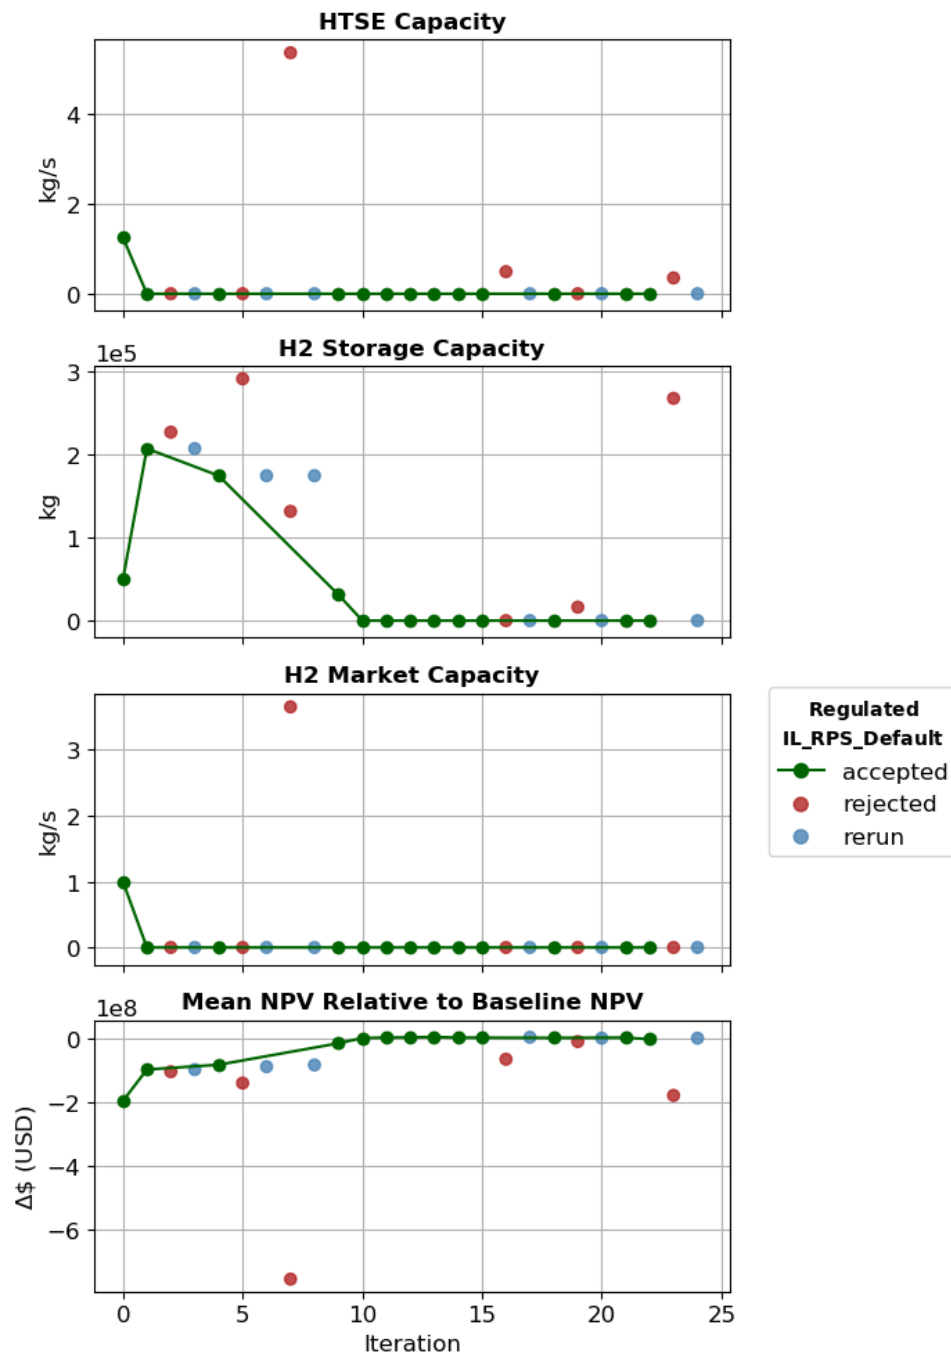 HTSE Capacity
4
2
0
kg/s
1e5
H2 Storage Capacity
3
2
1
0
kg
H2 Market Capacity
3
2
1
0
kg/s
Regulated
IL_RPS_Default
accepted
rejected
rerun
1e8
Mean NPV Relative to Baseline NPV
0
−2
−4
−6
Δ$ (USD)
0 5 10 15 20 25
Iteration